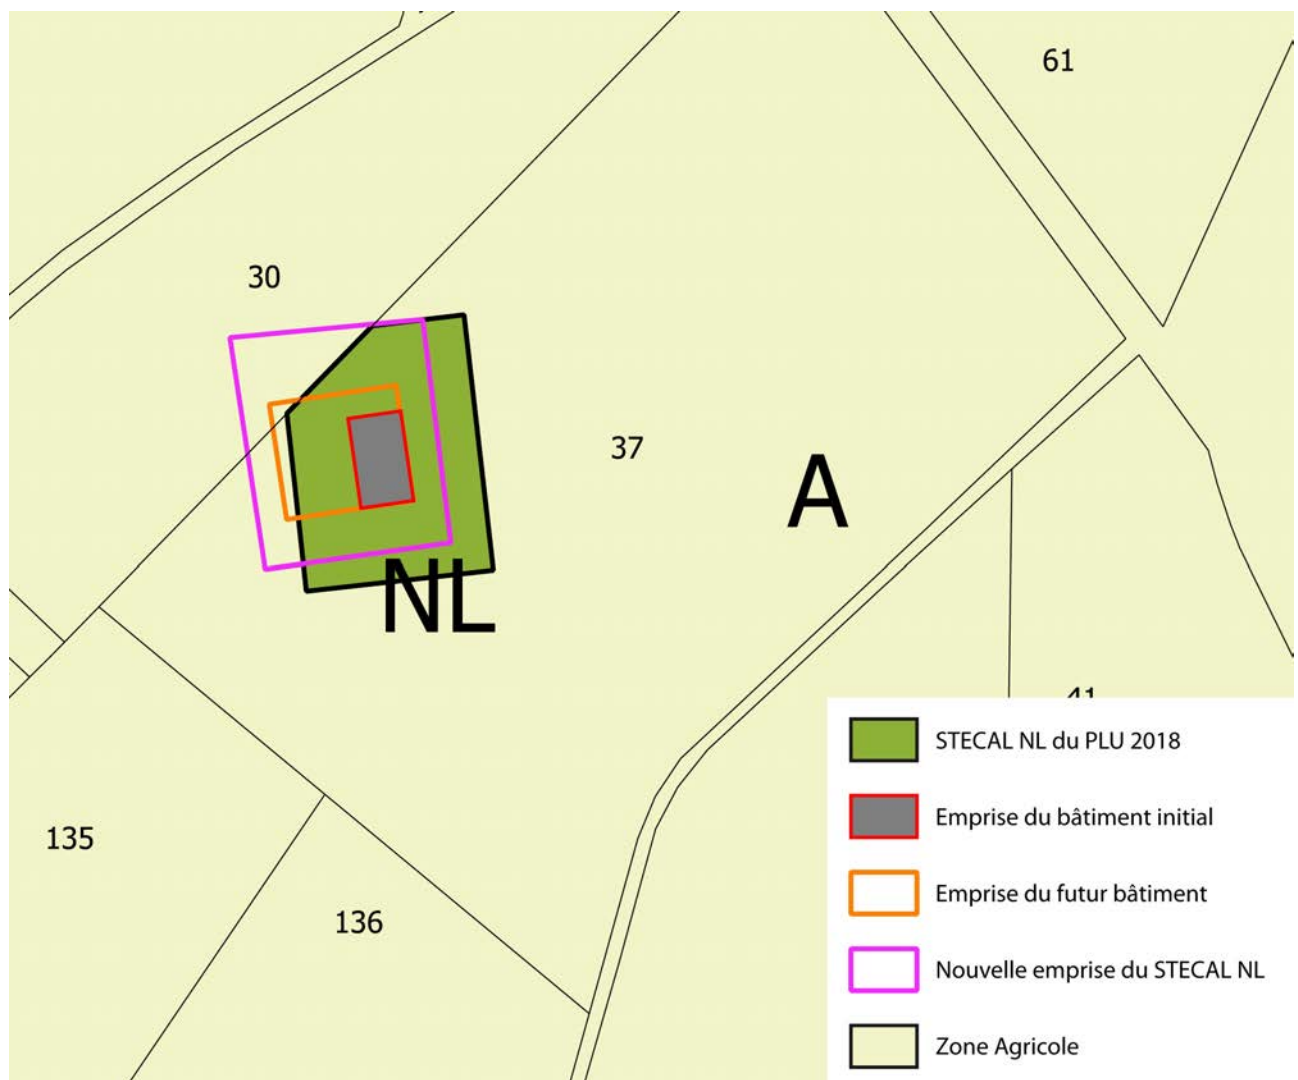 61
30
37
A
NL
41
135
136
STECAL NL du PLU 2018
Emprise du bâtiment initial
Emprise du futur bâtiment
Nouvelle emprise du STECAL NL
Zone Agricole